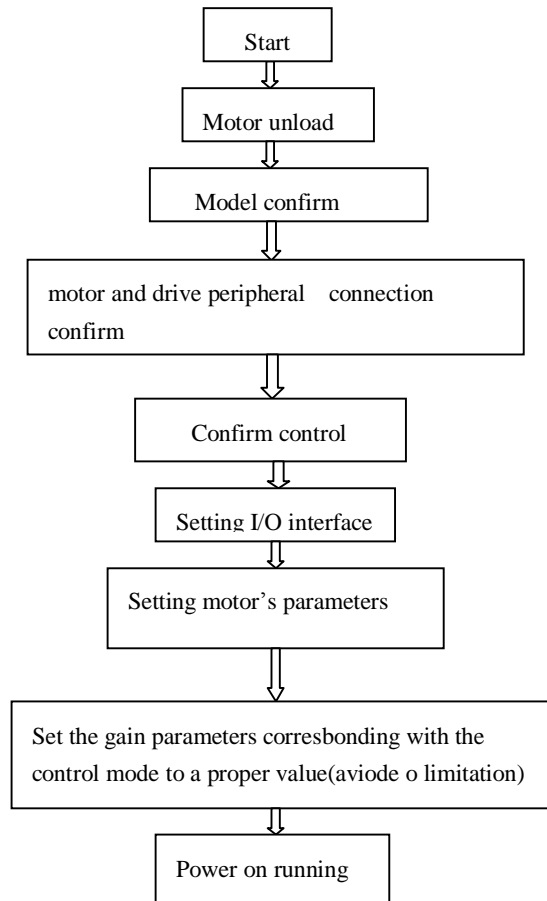 Start
Motor unload
Model confirm
motor and drive peripheral connection
confirm
Confirm control
Setting I/O interface
Setting motor's parameters
Set the gain parameters corresbonding with the
control mode to a proper value(aviode o limitation)
Power on running